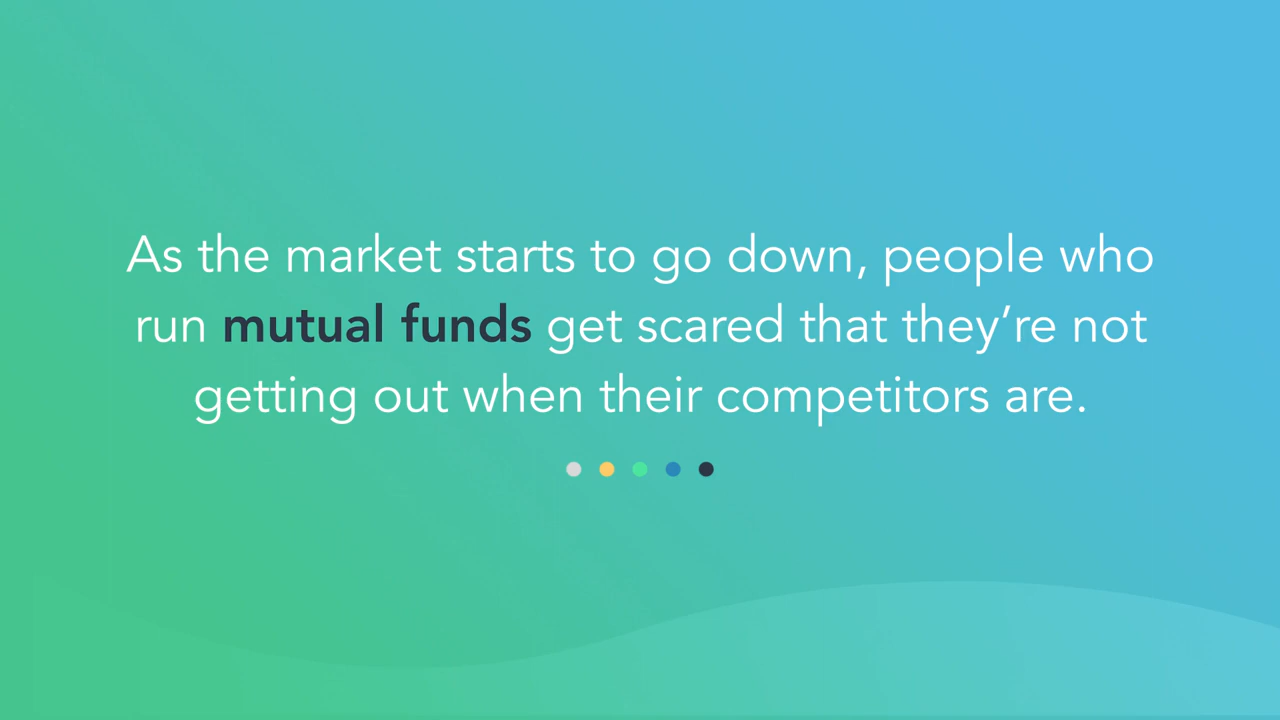 As the market starts to go down, people who
run mutual funds get scared that they’re not
getting out when their competitors are.